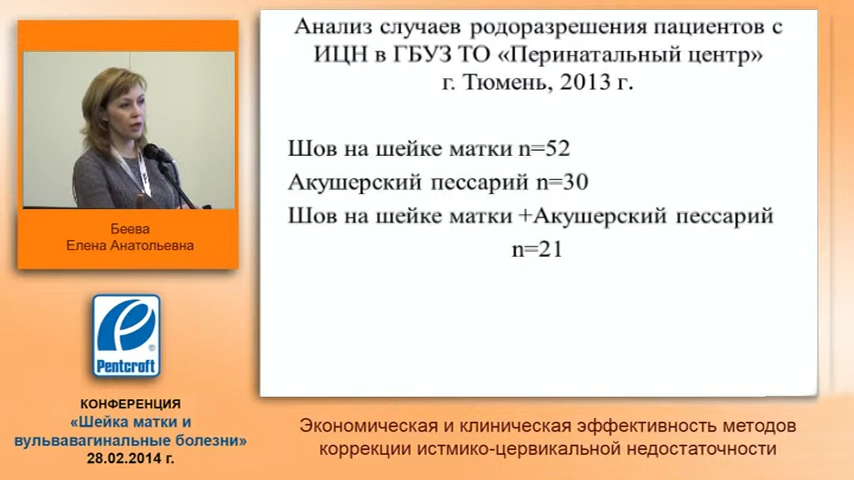 Анализ случаев родоразрешения пациентов с
ИЦН в ГБУЗ ТО «Перинатальный центр»
г. Тюмень, 2013 г.
Шов на шейке матки n=52
Акушерский пессарий n=30
Шов на шейке матки +Акушерский пессарий
n=21
Беева
Елена Анатольевна
Pentcroft
®
КОНФЕРЕНЦИЯ
«Шейка матки и
вульвавагинальные болезни»
28.02.2014 г.
Экономическая и клиническая эффективность методов
коррекции истмико-цервикальной недостаточности